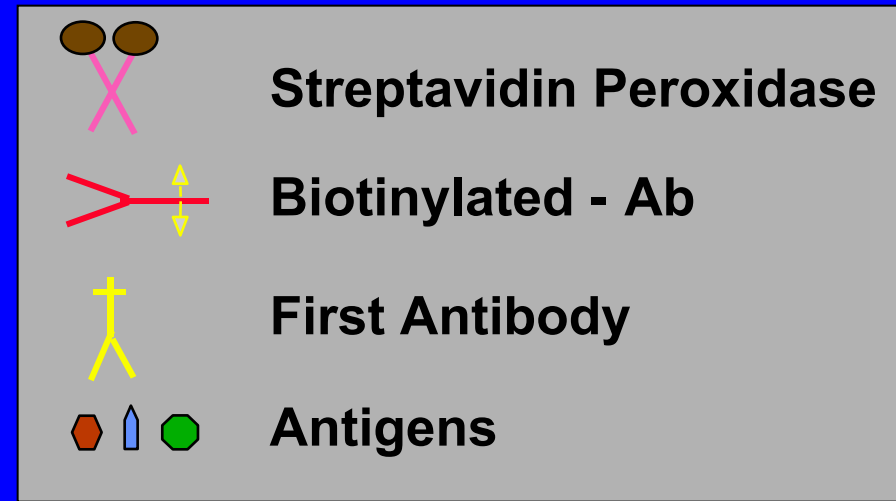 Streptavidin Peroxidase
Biotinylated - Ab
First Antibody
Antigens